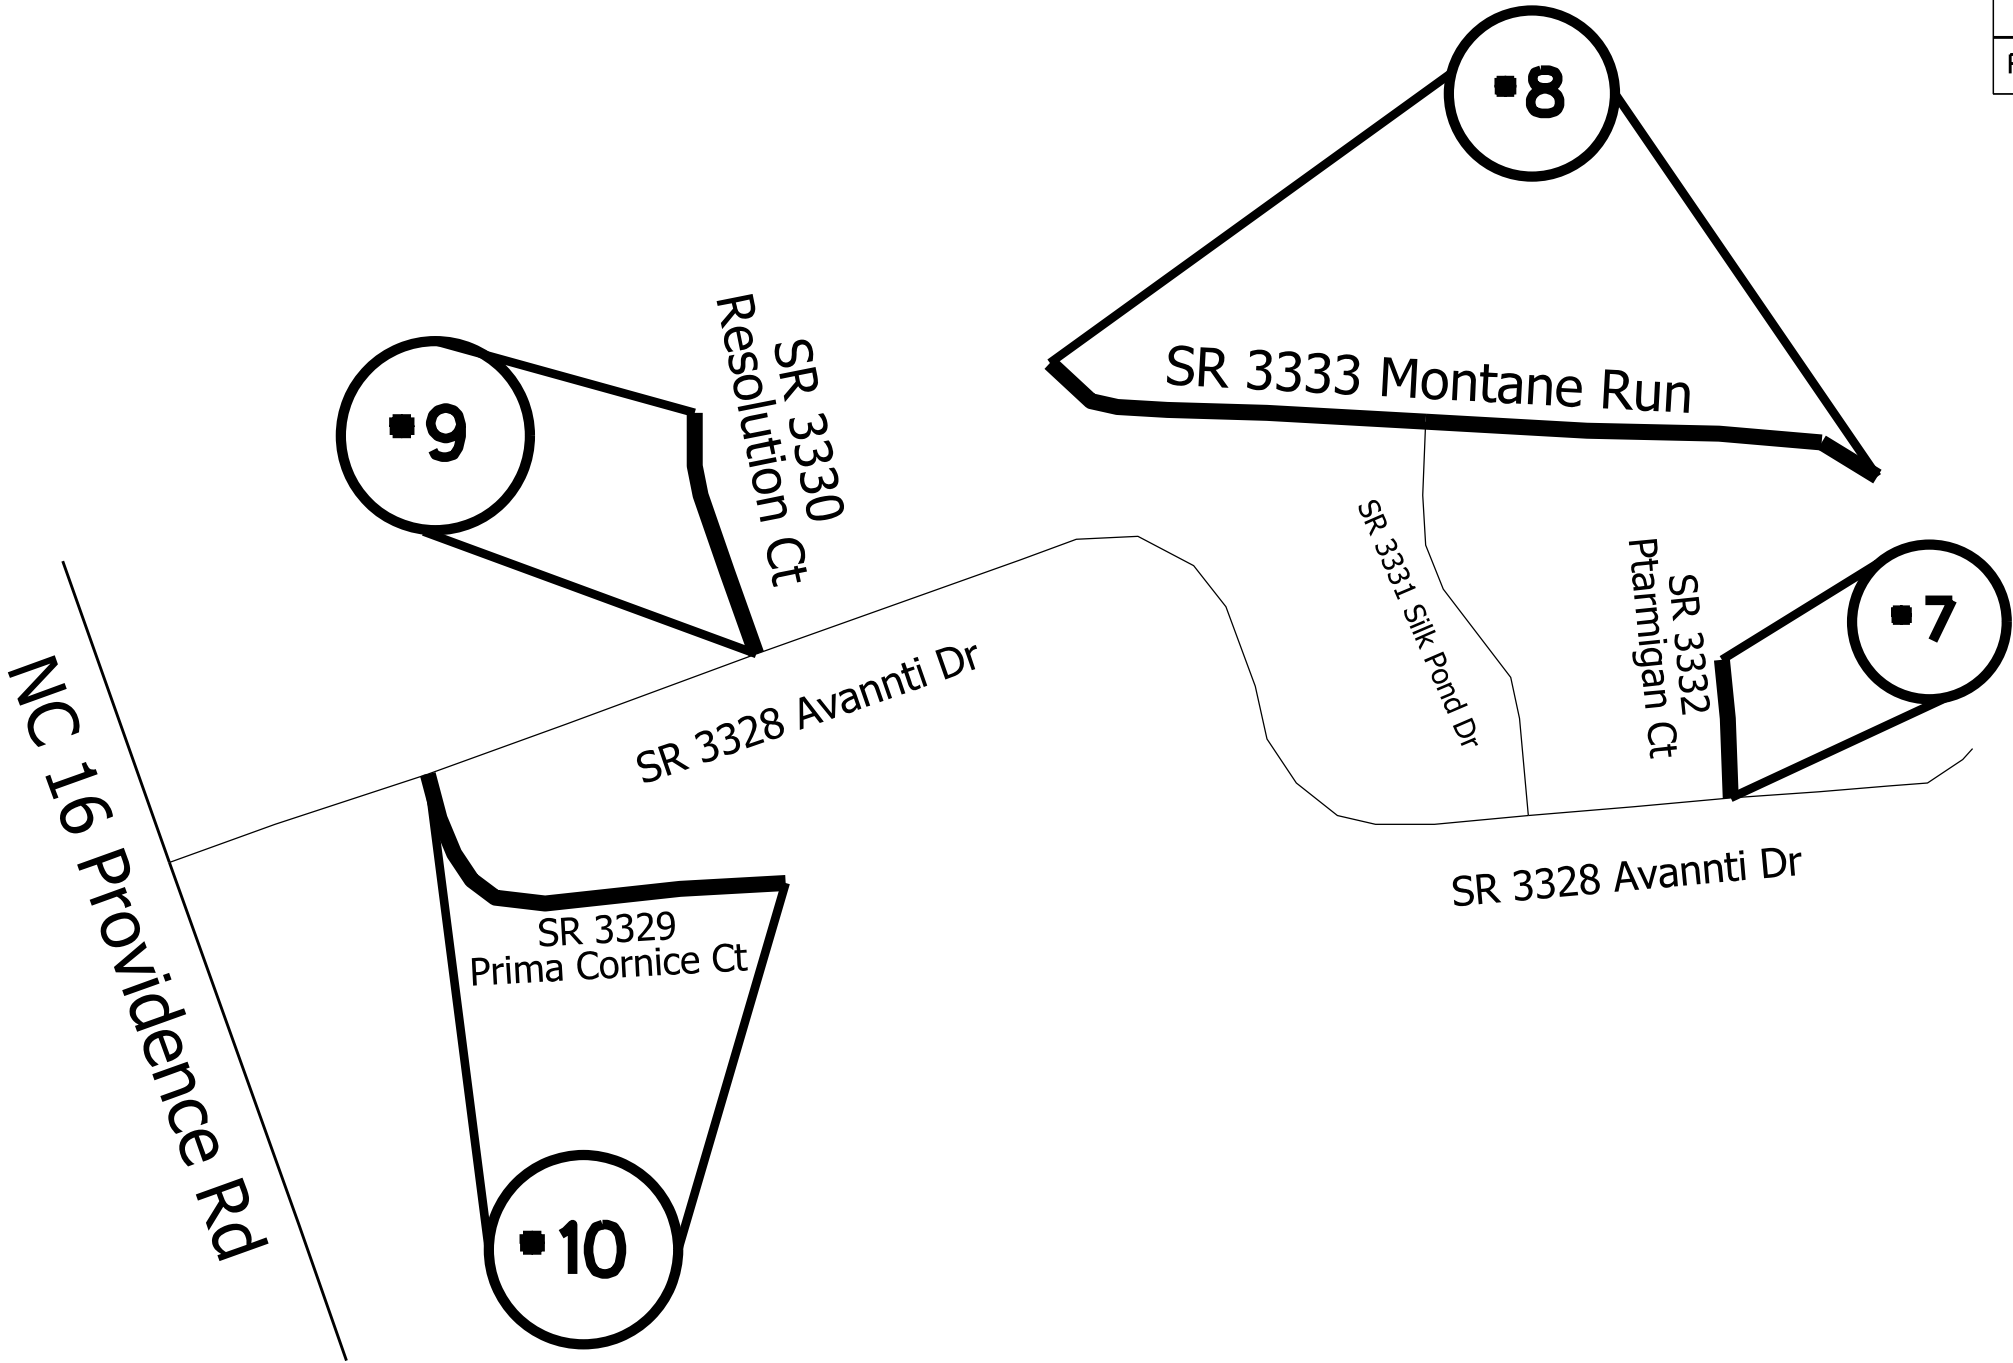 8
SR 3333 Montane Run
SR 3330
Resolution Ct
9
SR 3331 Silk Pond Dr
SR 3332
Ptarmigan Ct
7
NC 16 Providence Rd
SR 3328 Avannti Dr
SR 3328 Avannti Dr
SR 3329
Prima Cornice Ct
10